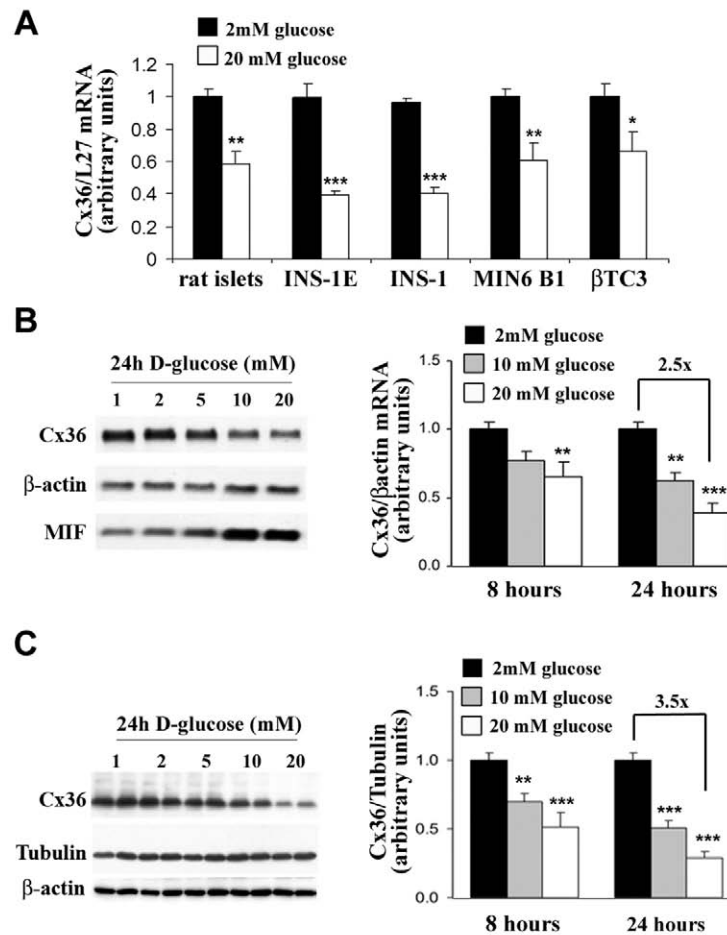 A
2mM glucose
20 mM glucose
Cx36/L27 mRNA
(arbitrary units)
1.2
1
0.8
0.6
0.4
0.2
0
**
***
***
**
*
rat islets INS-1E INS-1 MIN6 B1 βTC3
B
24h D-glucose (mM)
1 2 5 10 20
Cx36
β-actin
MIF
2mM glucose
10 mM glucose
20 mM glucose
Cx36/βactin mRNA
(arbitrary units)
1.5
1.0
0.5
0.0
2.5x
**
**
***
8 hours 24 hours
C
24h D-glucose (mM)
1 2 5 10 20
Cx36
Tubulin
β-actin
2mM glucose
10 mM glucose
20 mM glucose
Cx36/Tubulin
(arbitrary units)
1.5
1.0
0.5
0.0
3.5x
**
***
***
***
8 hours 24 hours